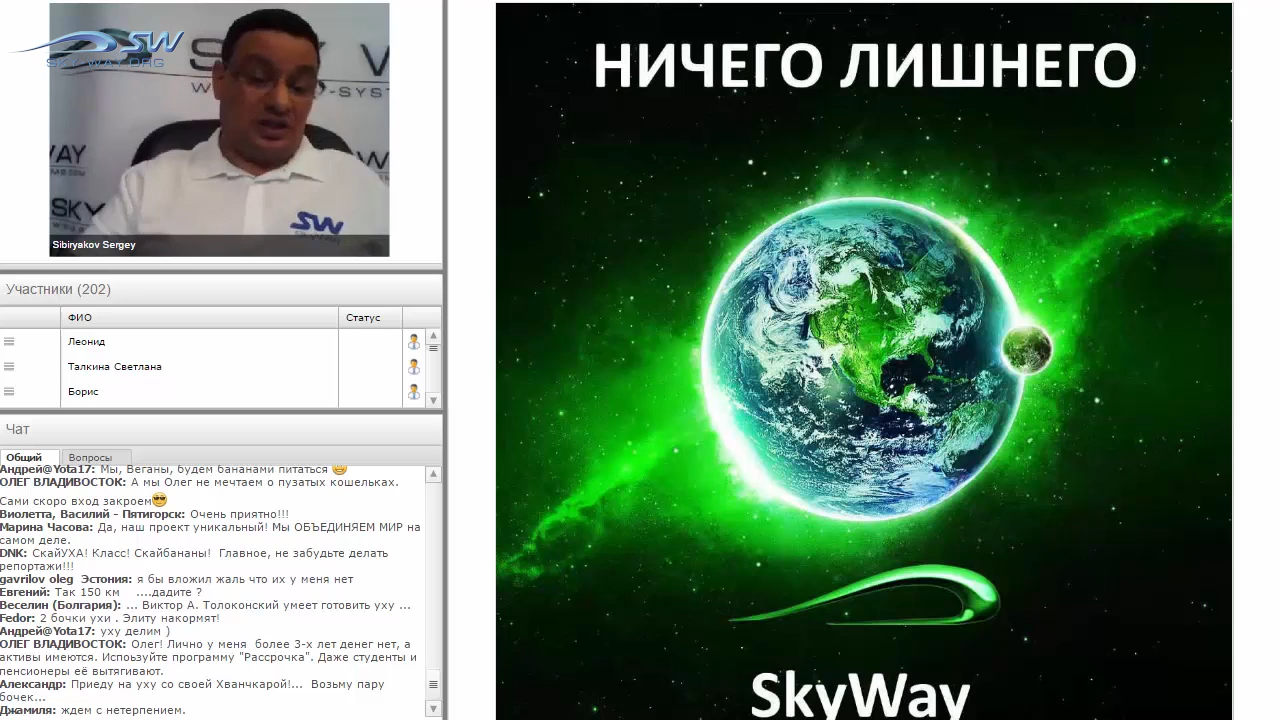 SW
SKY WAY.ORG
SKY W
SW
Sibiryakov Sergey
Участники (202)
ФИО
Статус
Леонид
Талкина Светлана
Борис
Чат
Общий
Вопросы
Андрей@Yota17: Мы, Веганы, будем бананами питаться
ОЛЕГ ВЛАДИВОСТОК: А мы Олег не мечтаем о пузатых кошельках.
Сами скоро вход закроем
Виолетта, Василий - Пятигорск: Очень приятно!!!
Марина Часова: Да, наш проект уникальный! Мы ОБЪЕДИНЯЕМ МИР на
самом деле.
DNK: СкайУХА! Класс! Скайбананы! Главное, не забудьте делать
репортажи!!!
gavrilov oleg Эстония: я бы вложил жаль что их у меня нет
Евгений: Так 150 км ....дадите ?
Веселин (Болгария): ... Виктор А. Толоконский умеет готовить уху ...
Fedor: 2 бочки ухи . Элиту накормят!
Андрей@Yota17: уху делим )
ОЛЕГ ВЛАДИВОСТОК: Олег! Лично у меня более 3-х лет денег нет, а
активы имеются. Испоьзуйте программу "Рассрочка". Даже студенты и
пенсионеры её вытягивают.
Александр: Приеду на уху со своей Хванчкарой!... Возьму пару
бочек...
Джамиля: ждем с нетерпением.
НИЧЕГО ЛИШНЕГО
SkyWay